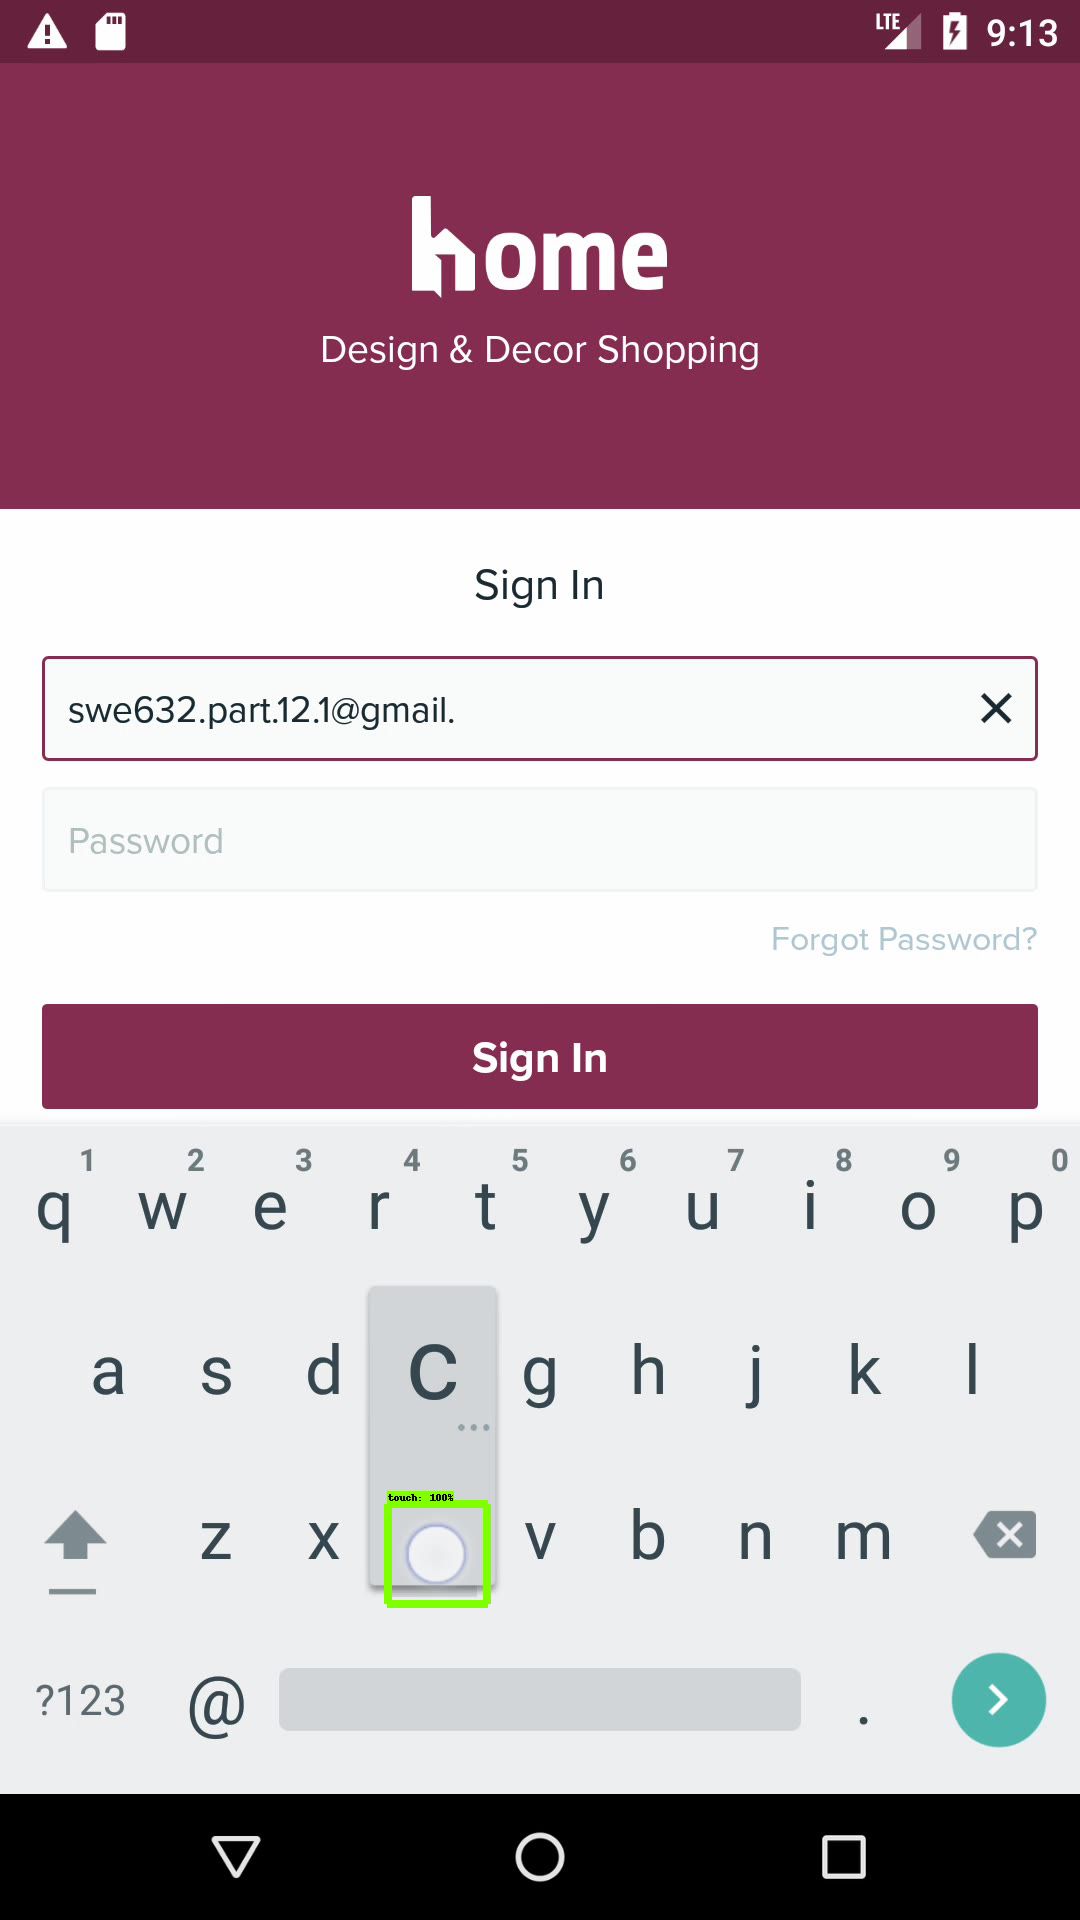 LTE 9:13
home
Design & Decor Shopping
Sign In
swe632.part.12.1@gmail.
Password
Forgot Password?
Sign In
1 2 3 4 5 6 7 8 9 0
q w e r t y u i o p
a s d c g h j k l
touch: 100%
z x v b n m
?123 @ .